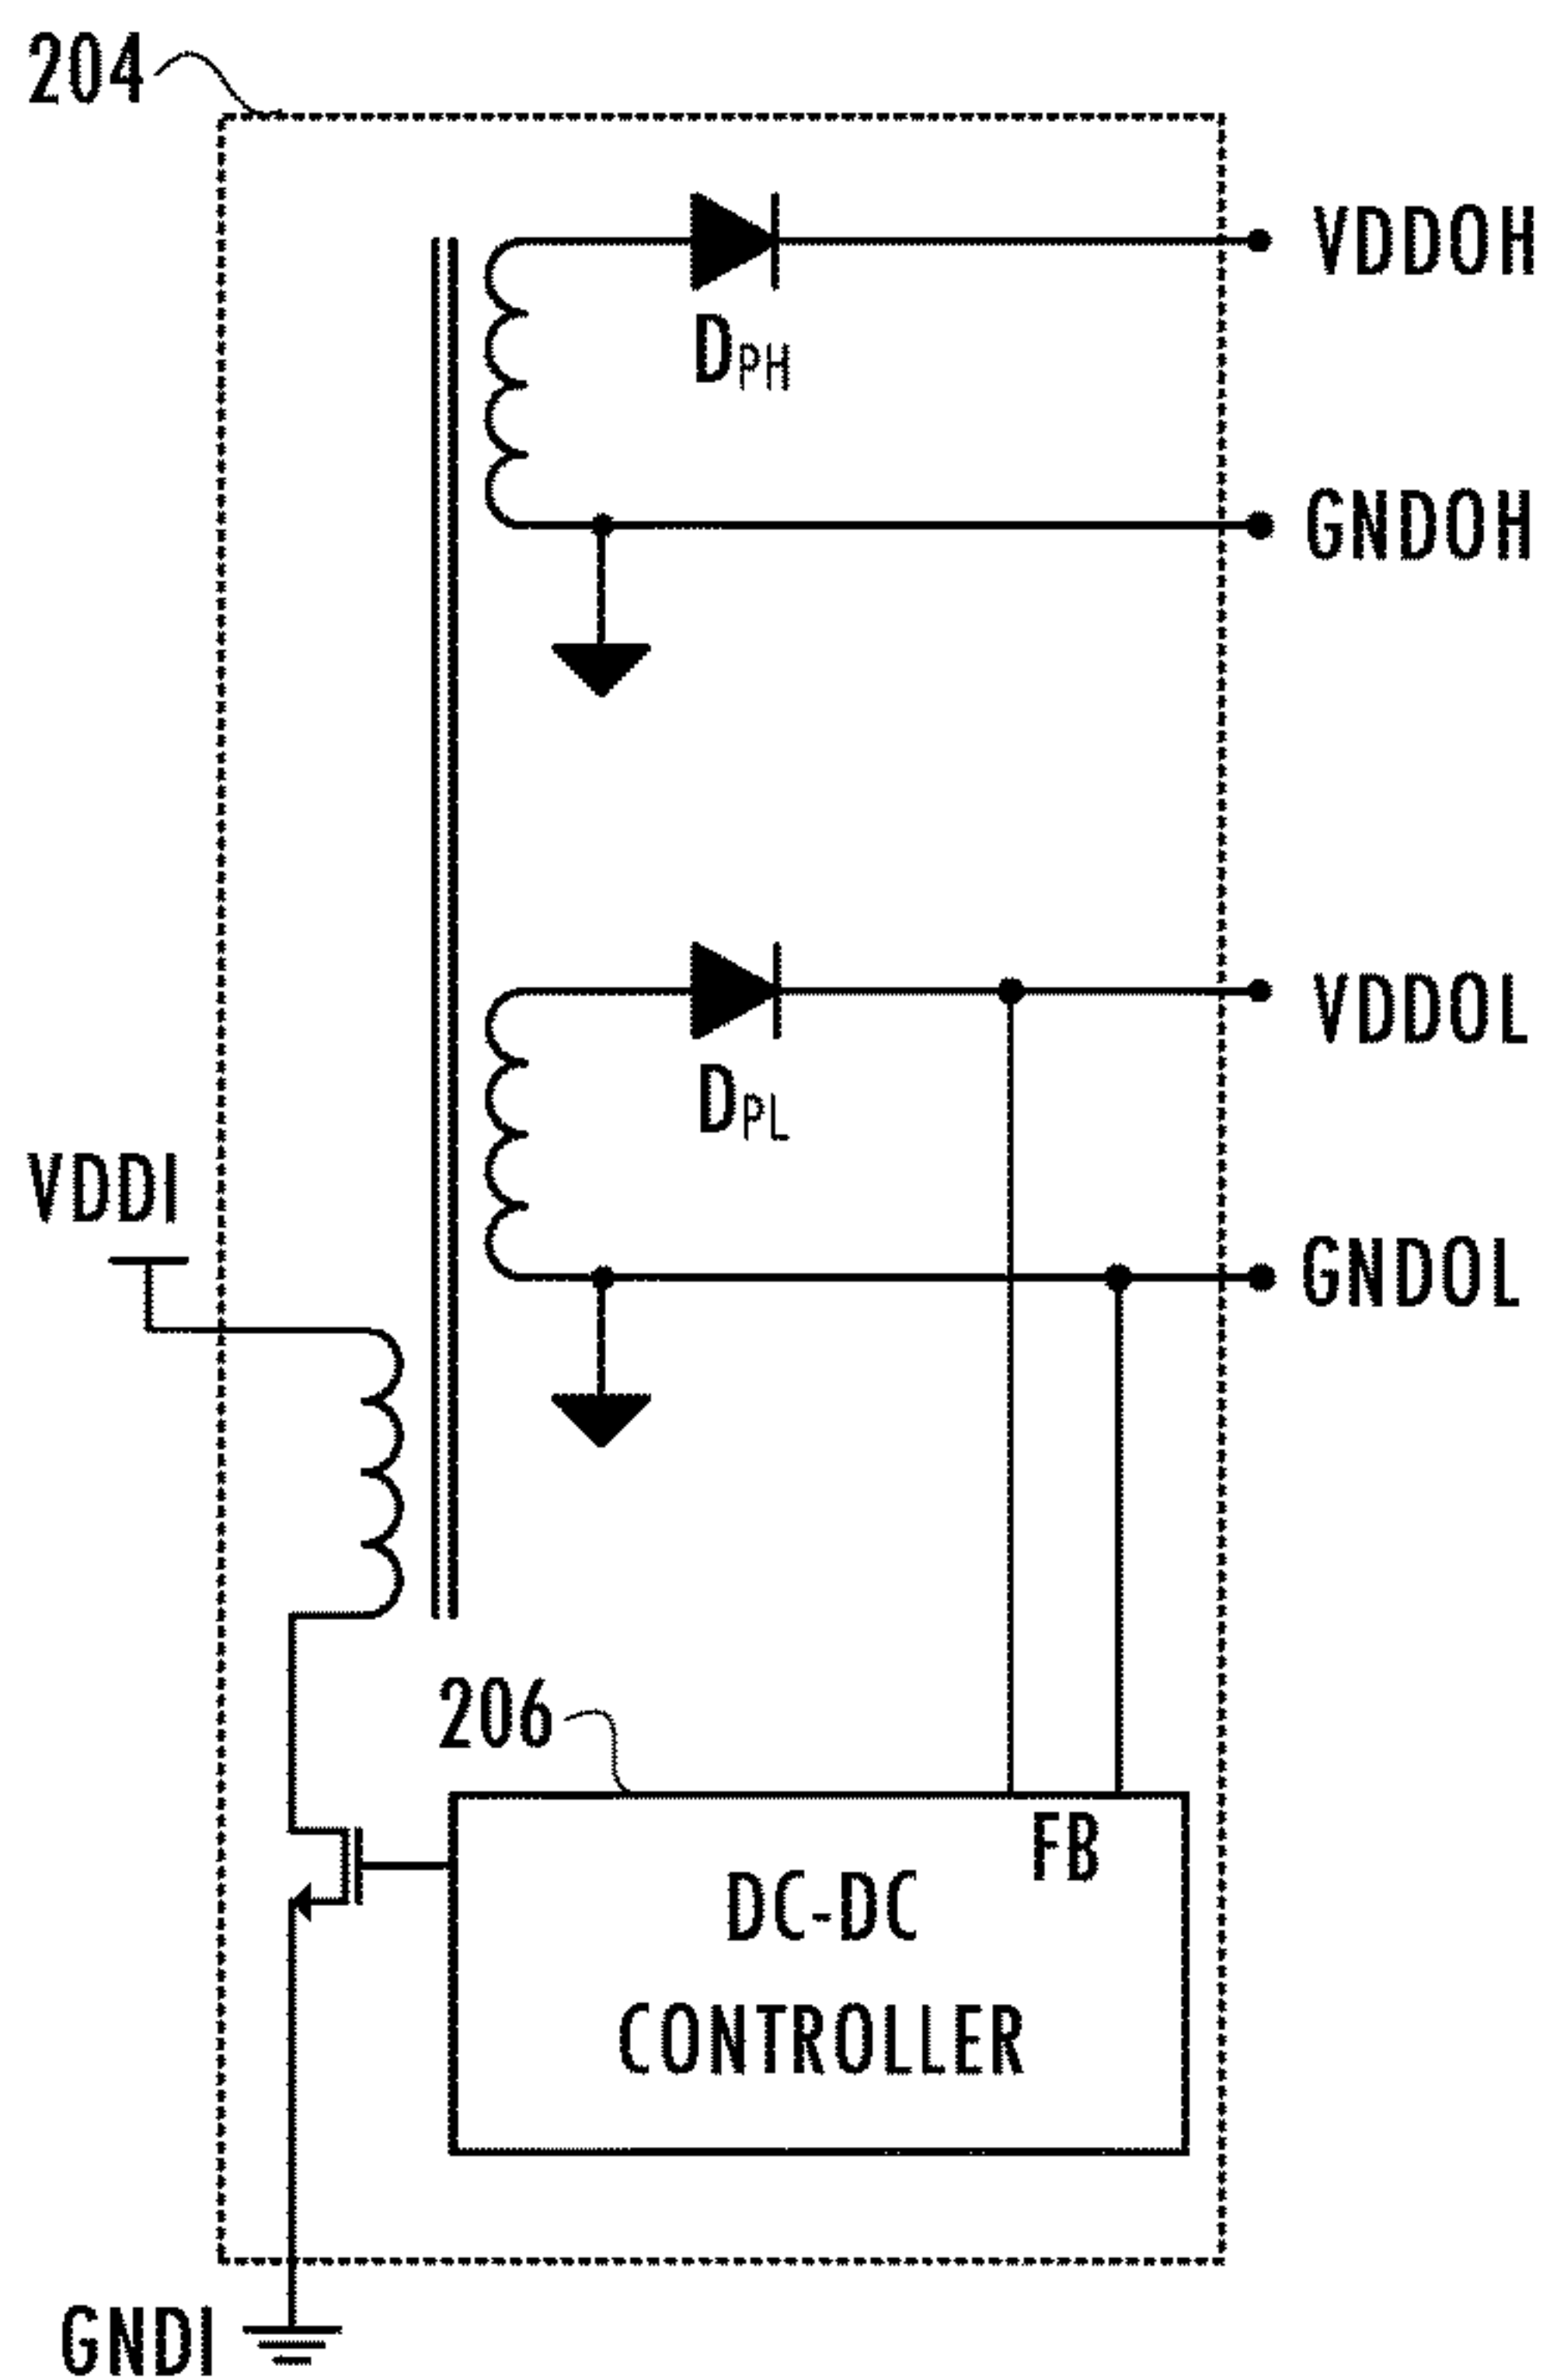 204
VDDOH
DPH
GNDOH
VDDOL
DPL
VDDI
GNDOL
206
FB
DC-DC
CONTROLLER
GNDI